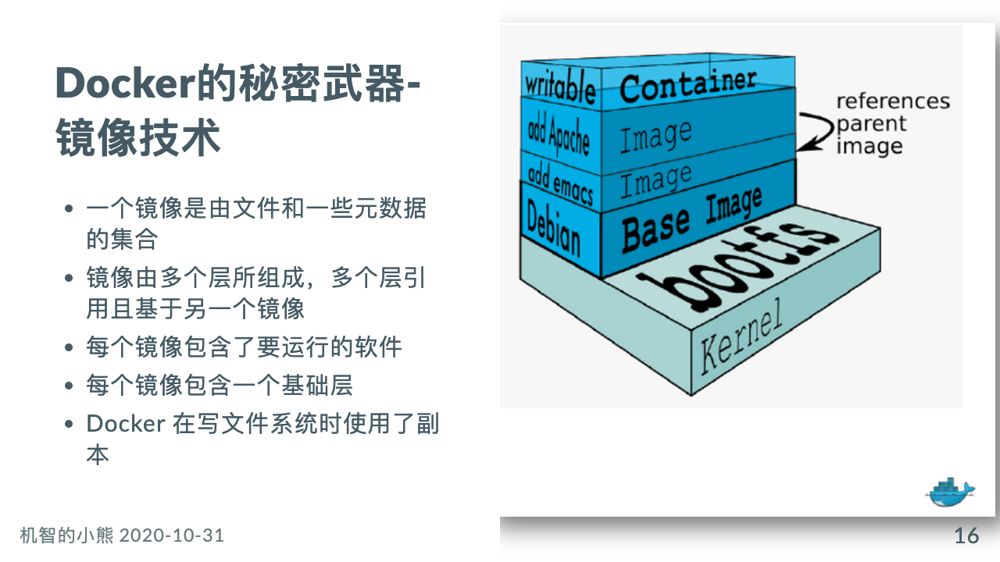 Docker的秘密武器-
镜像技术
一个镜像是由文件和一些元数据
的集合
镜像由多个层所组成，多个层引
用且基于另一个镜像
每个镜像包含了要运行的软件
每个镜像包含一个基础层
Docker 在写文件系统时使用了副
本
writable Container
add Apache Image
add emacs Image
Debian Base Image
bootfs
Kernel
references
parent
image
机智的小熊 2020-10-31
16